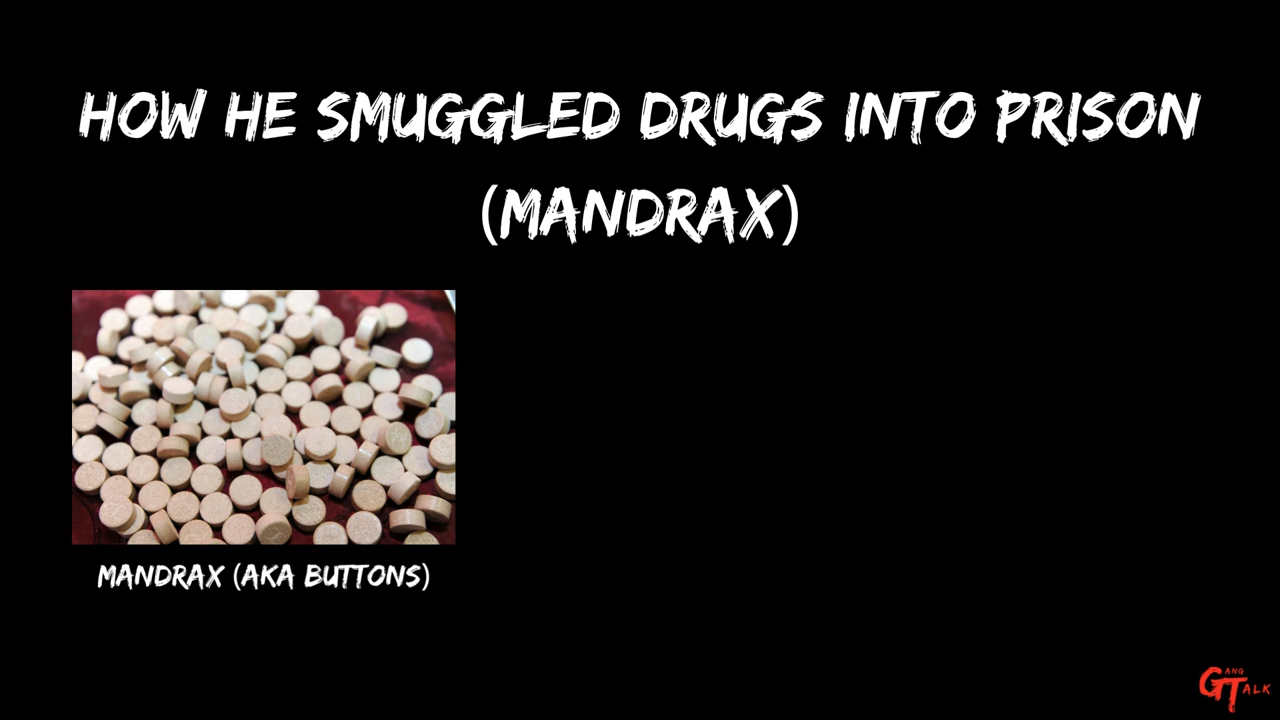 HOW HE SMUGGLED DRUGS INTO PRISON
(MANDRAX)
MANDRAX (AKA BUTTONS)
GANG
TALK